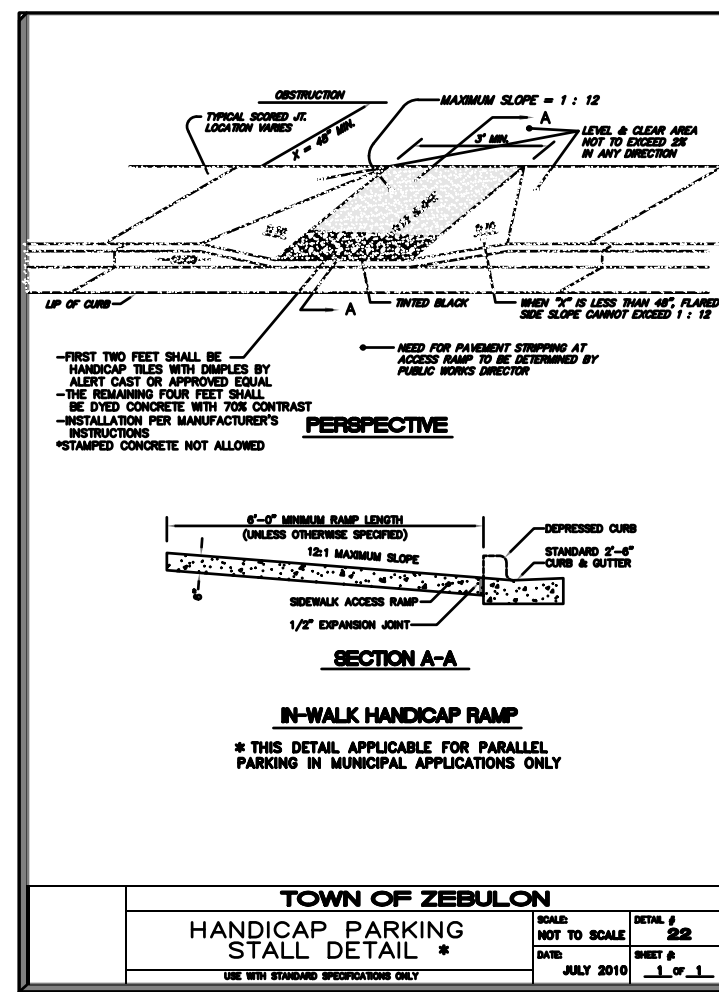 OBSTRUCTION
MAXIMUM SLOPE = 1 : 12
TYPICAL SCORED JT.
LOCATION VARIES
X = 48" MIN.
A
3' MIN.
LEVEL & CLEAR AREA
NOT TO EXCEED 2%
IN ANY DIRECTION
LIP OF CURB
A
TINTED BLACK
WHEN "X" IS LESS THAN 48", FLARED
SIDE SLOPE CANNOT EXCEED 1 : 12
-FIRST TWO FEET SHALL BE
HANDICAP TILES WITH DIMPLES BY
ALERT CAST OR APPROVED EQUAL
-THE REMAINING FOUR FEET SHALL
BE DYED CONCRETE WITH 70% CONTRAST
-INSTALLATION PER MANUFACTURER'S
INSTRUCTIONS
*STAMPED CONCRETE NOT ALLOWED
NEED FOR PAVEMENT STRIPPING AT
ACCESS RAMP TO BE DETERMINED BY
PUBLIC WORKS DIRECTOR
PERSPECTIVE
6'-0" MINIMUM RAMP LENGTH
(UNLESS OTHERWISE SPECIFIED)
12:1 MAXIMUM SLOPE
DEPRESSED CURB
STANDARD 2'-6"
CURB & GUTTER
6"
SIDEWALK ACCESS RAMP
1/2" EXPANSION JOINT
SECTION A-A
IN-WALK HANDICAP RAMP
* THIS DETAIL APPLICABLE FOR PARALLEL
PARKING IN MUNICIPAL APPLICATIONS ONLY
TOWN OF ZEBULON
HANDICAP PARKING
STALL DETAIL *
USE WITH STANDARD SPECIFICATIONS ONLY
SCALE:
NOT TO SCALE
DETAIL #
22
DATE:
JULY 2010
SHEET #:
1 OF 1